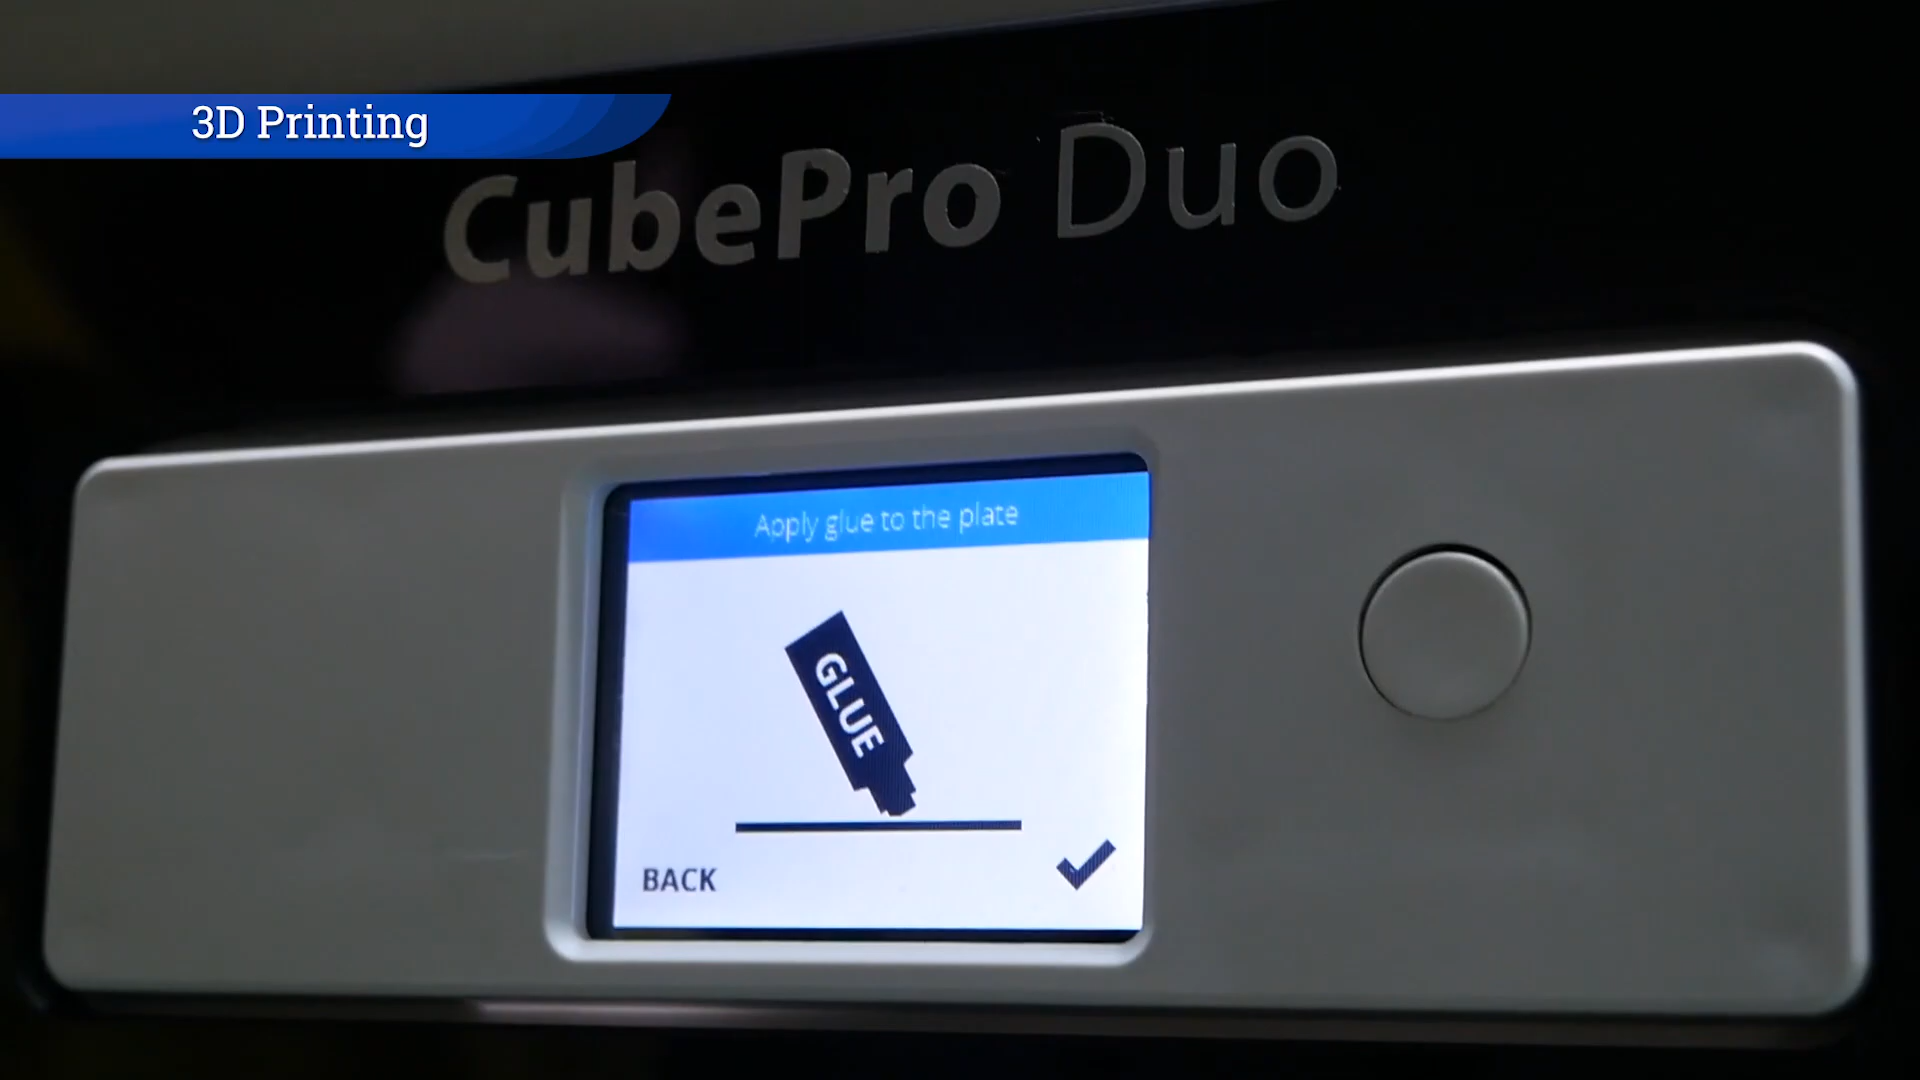 3D Printing
CubePro Duo
Apply glue to the plate
GLUE
BACK